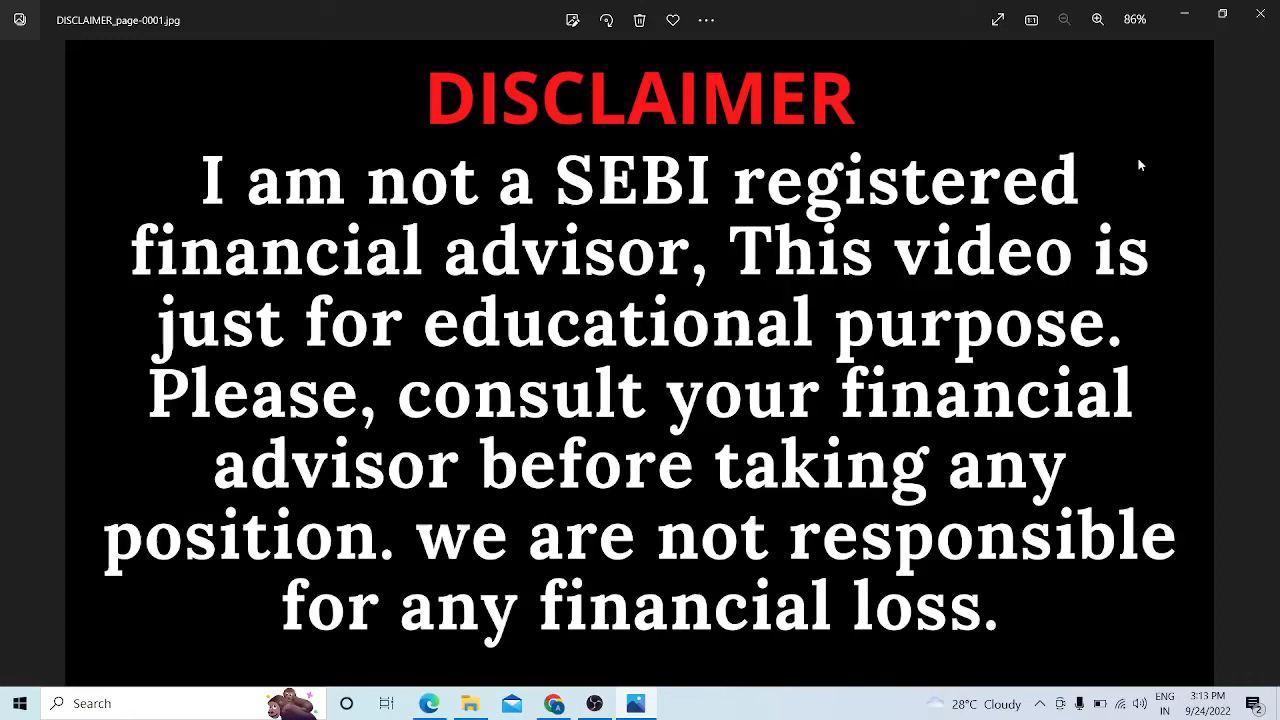 DISCLAIMER_page-0001.jpg
86%
DISCLAIMER
I am not a SEBI registered
financial advisor, This video is
just for educational purpose.
Please, consult your financial
advisor before taking any
position. we are not responsible
for any financial loss.
Search
28°C Cloudy
ENG
IN
3:13 PM
9/24/2022
2